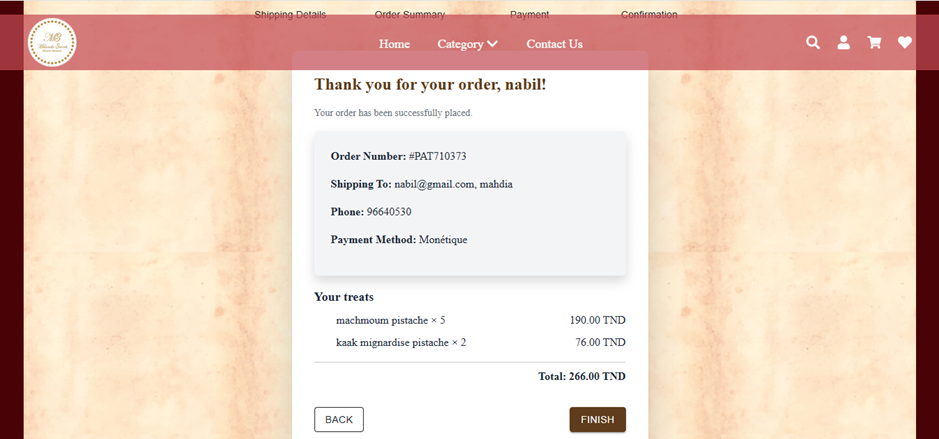 Shipping Details Order Summary Payment Confirmation
Home Category Contact Us
Thank you for your order, nabil!
Your order has been successfully placed.
Order Number: #PAT710373
Shipping To: nabil@gmail.com, mahdia
Phone: 96640530
Payment Method: Monétique
Your treats
machmoum pistache × 5 190.00 TND
kaak mignardise pistache × 2 76.00 TND
Total: 266.00 TND
BACK FINISH